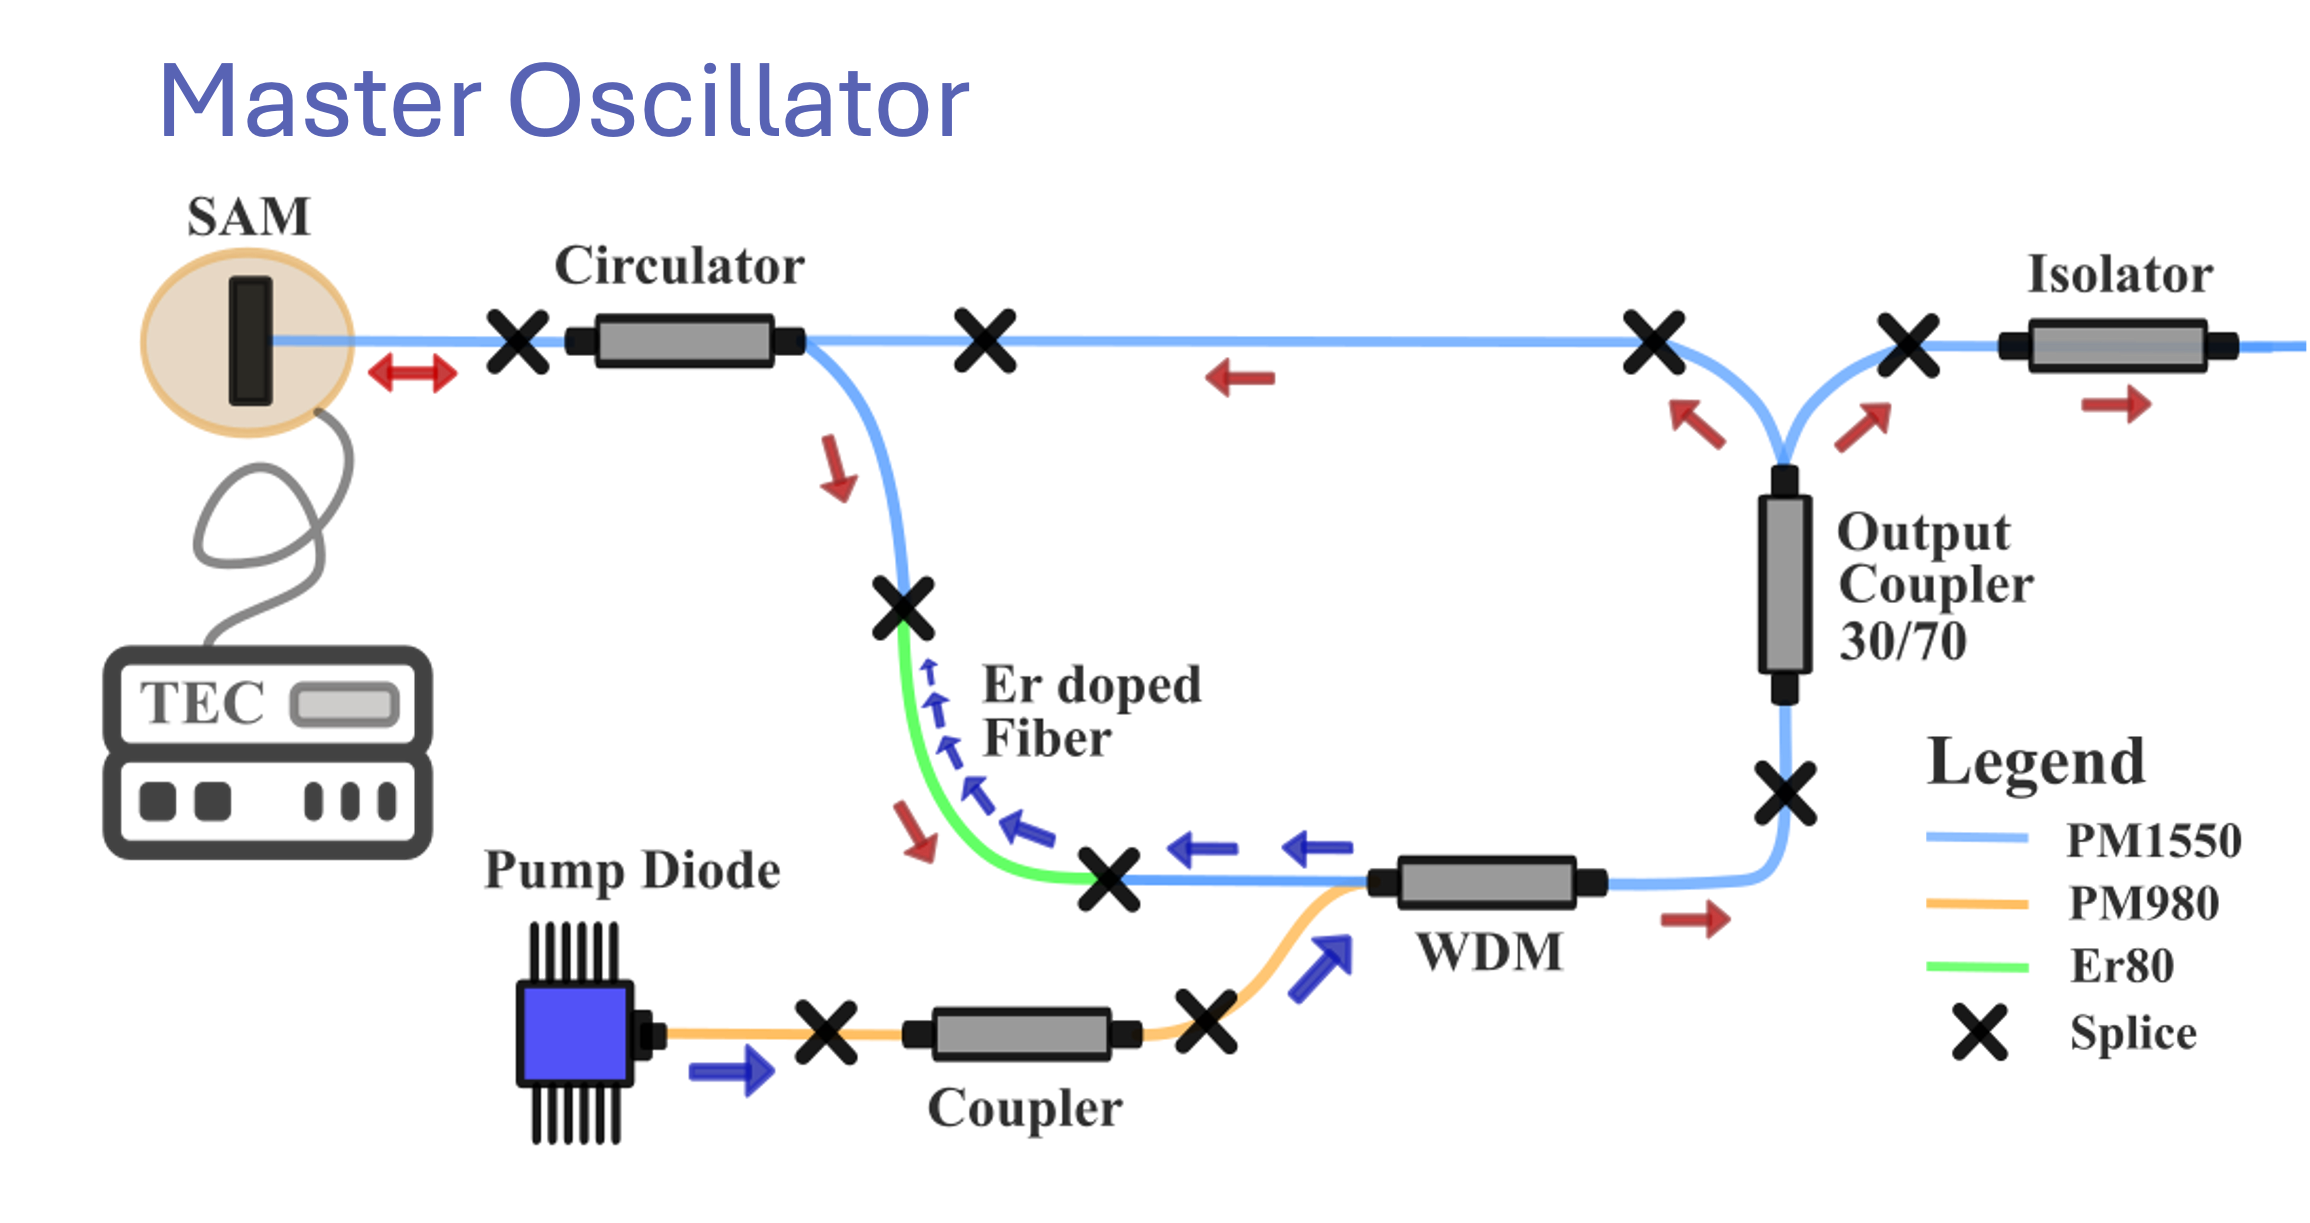 Master Oscillator
SAM
Circulator
Isolator
Output
Coupler
30/70
Er doped
Fiber
TEC
Pump Diode
WDM
Coupler
Legend
PM1550
PM980
Er80
Splice